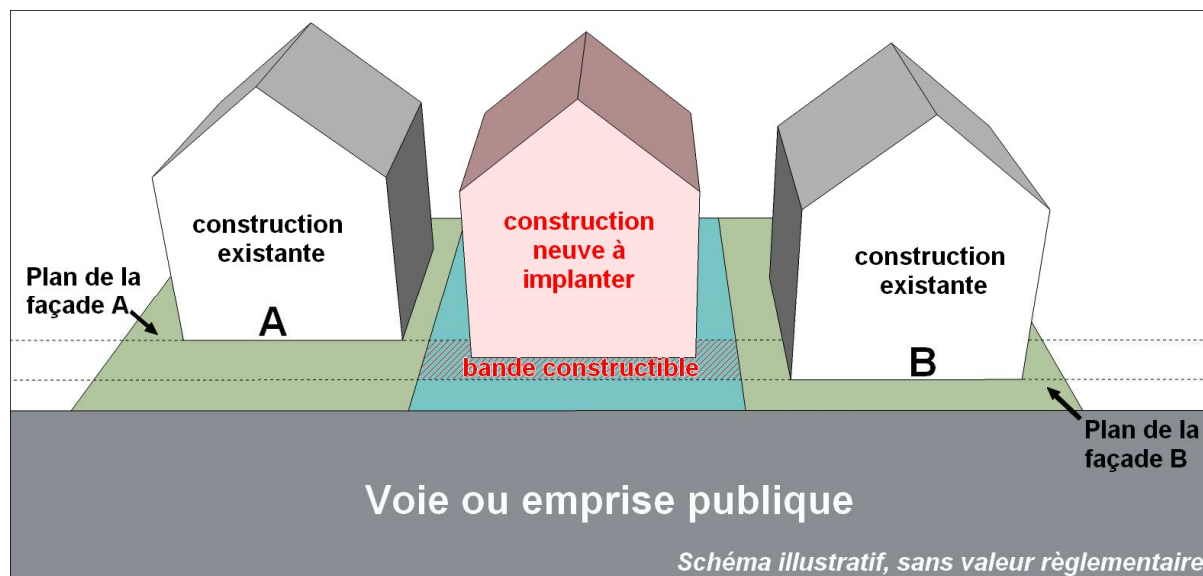 construction
existante
construction
neuve à
implanter
construction
existante
Plan de la
façade A
A
bande constructible
B
Plan de la
façade B
Voie ou emprise publique
Schéma illustratif, sans valeur règlementaire